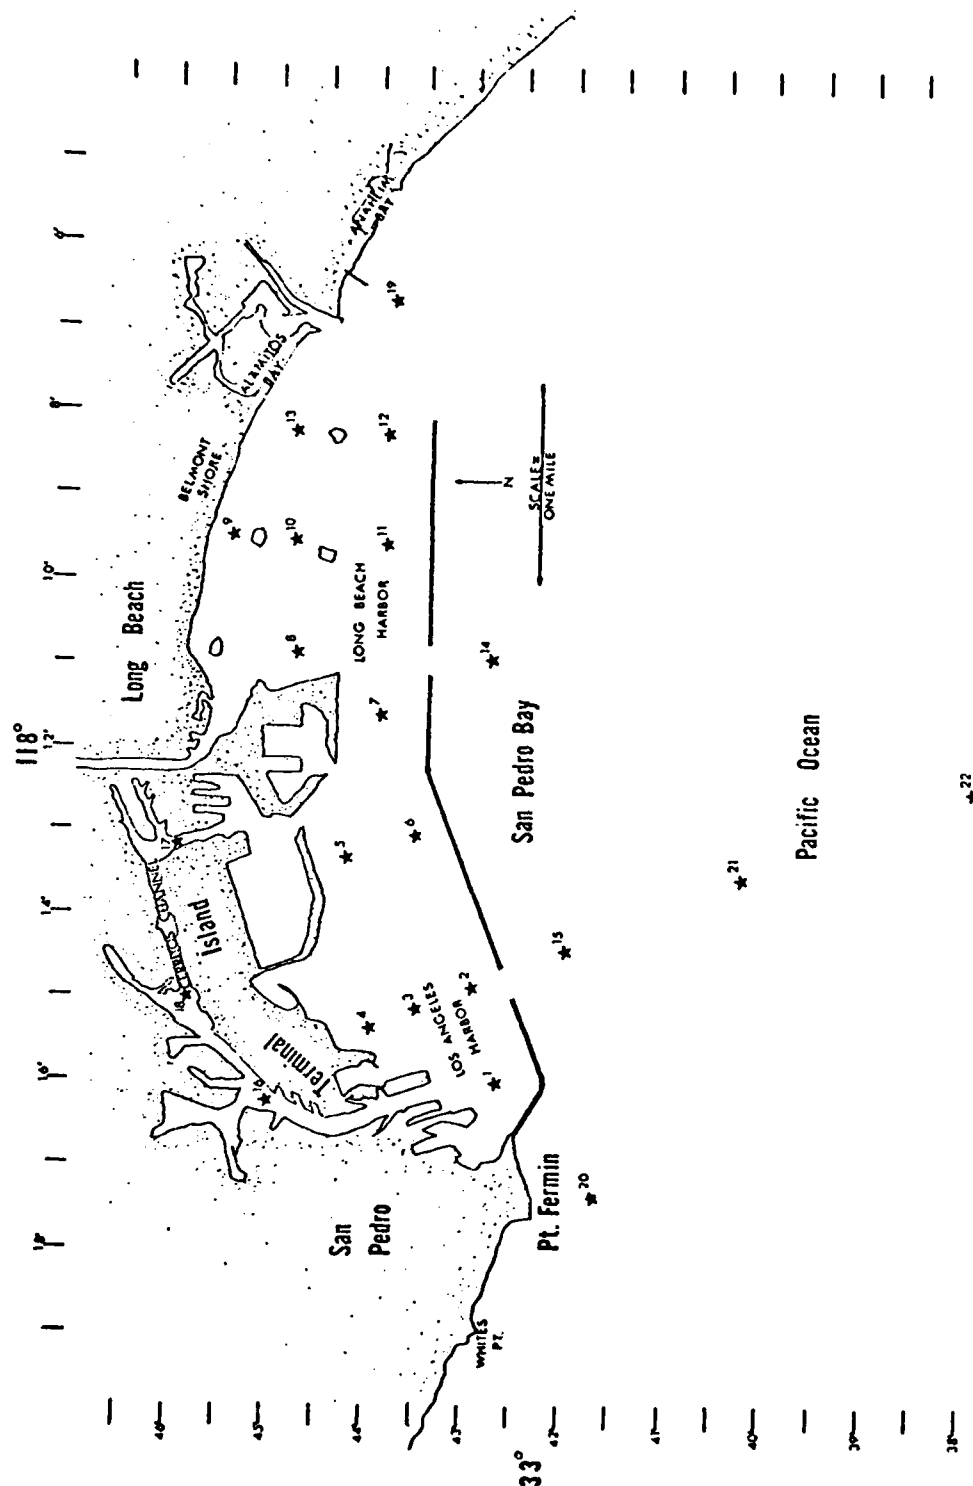 118°
18'
16'
14'
12'
10'
8'
6'
46'
45'
44'
43'
33°
42'
41'
40'
39'
38'
Long Beach
BELMONT
SHORE
ALAMITOS
BAY
ANAHEIM
BAY
CERRITOS CHANNEL
Terminal
Island
San
Pedro
LOS ANGELES
HARBOR
LONG BEACH
HARBOR
Pt. Fermin
WHITES
PT.
San Pedro Bay
Pacific Ocean
N
SCALE =
ONE MILE
1
2
3
4
5
6
7
8
9
10
11
12
13
14
15
16
17
18
19
20
21
22